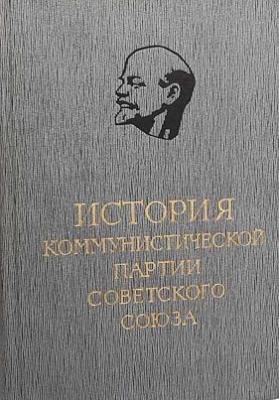 ИСТОРИЯ
КОММУНИСТИЧЕСКОЙ
ПАРТИИ
СОВЕТСКОГО
СОЮЗА